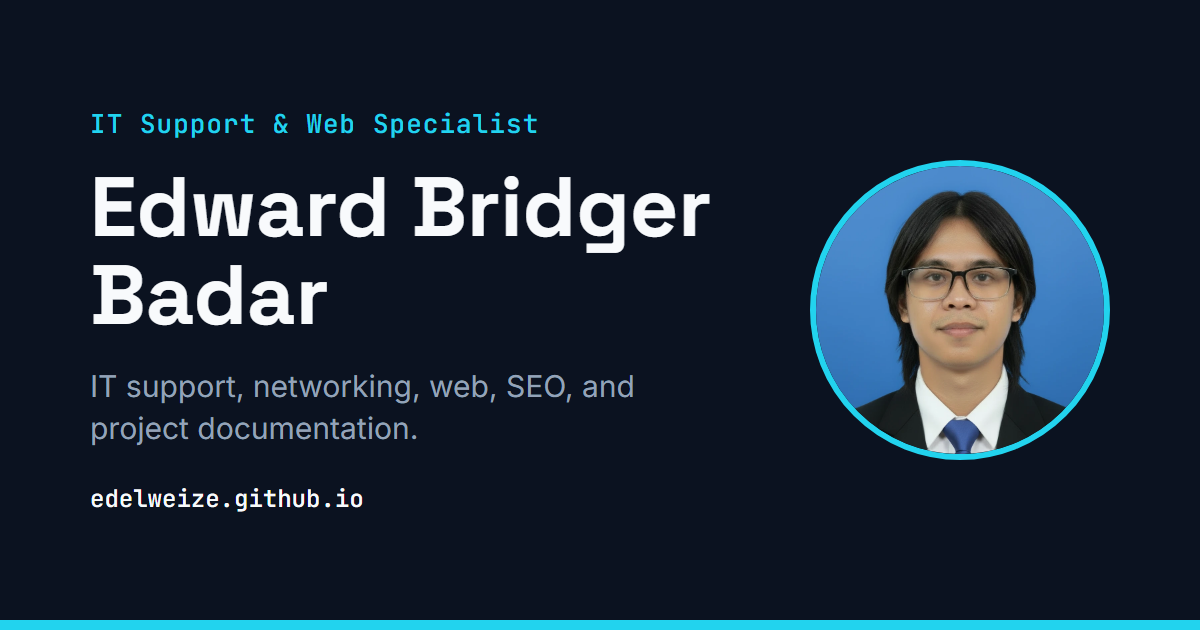 IT Support & Web Specialist
Edward Bridger
Badar
IT support, networking, web, SEO, and
project documentation.
edelweize.github.io